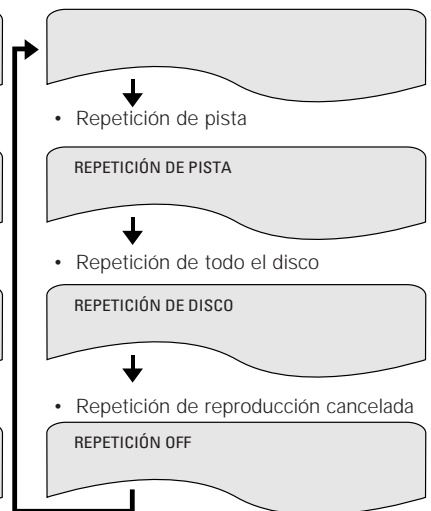 • Repetición de pista
REPETICIÓN DE PISTA
• Repetición de todo el disco
REPETICIÓN DE DISCO
• Repetición de reproducción cancelada
REPETICIÓN OFF